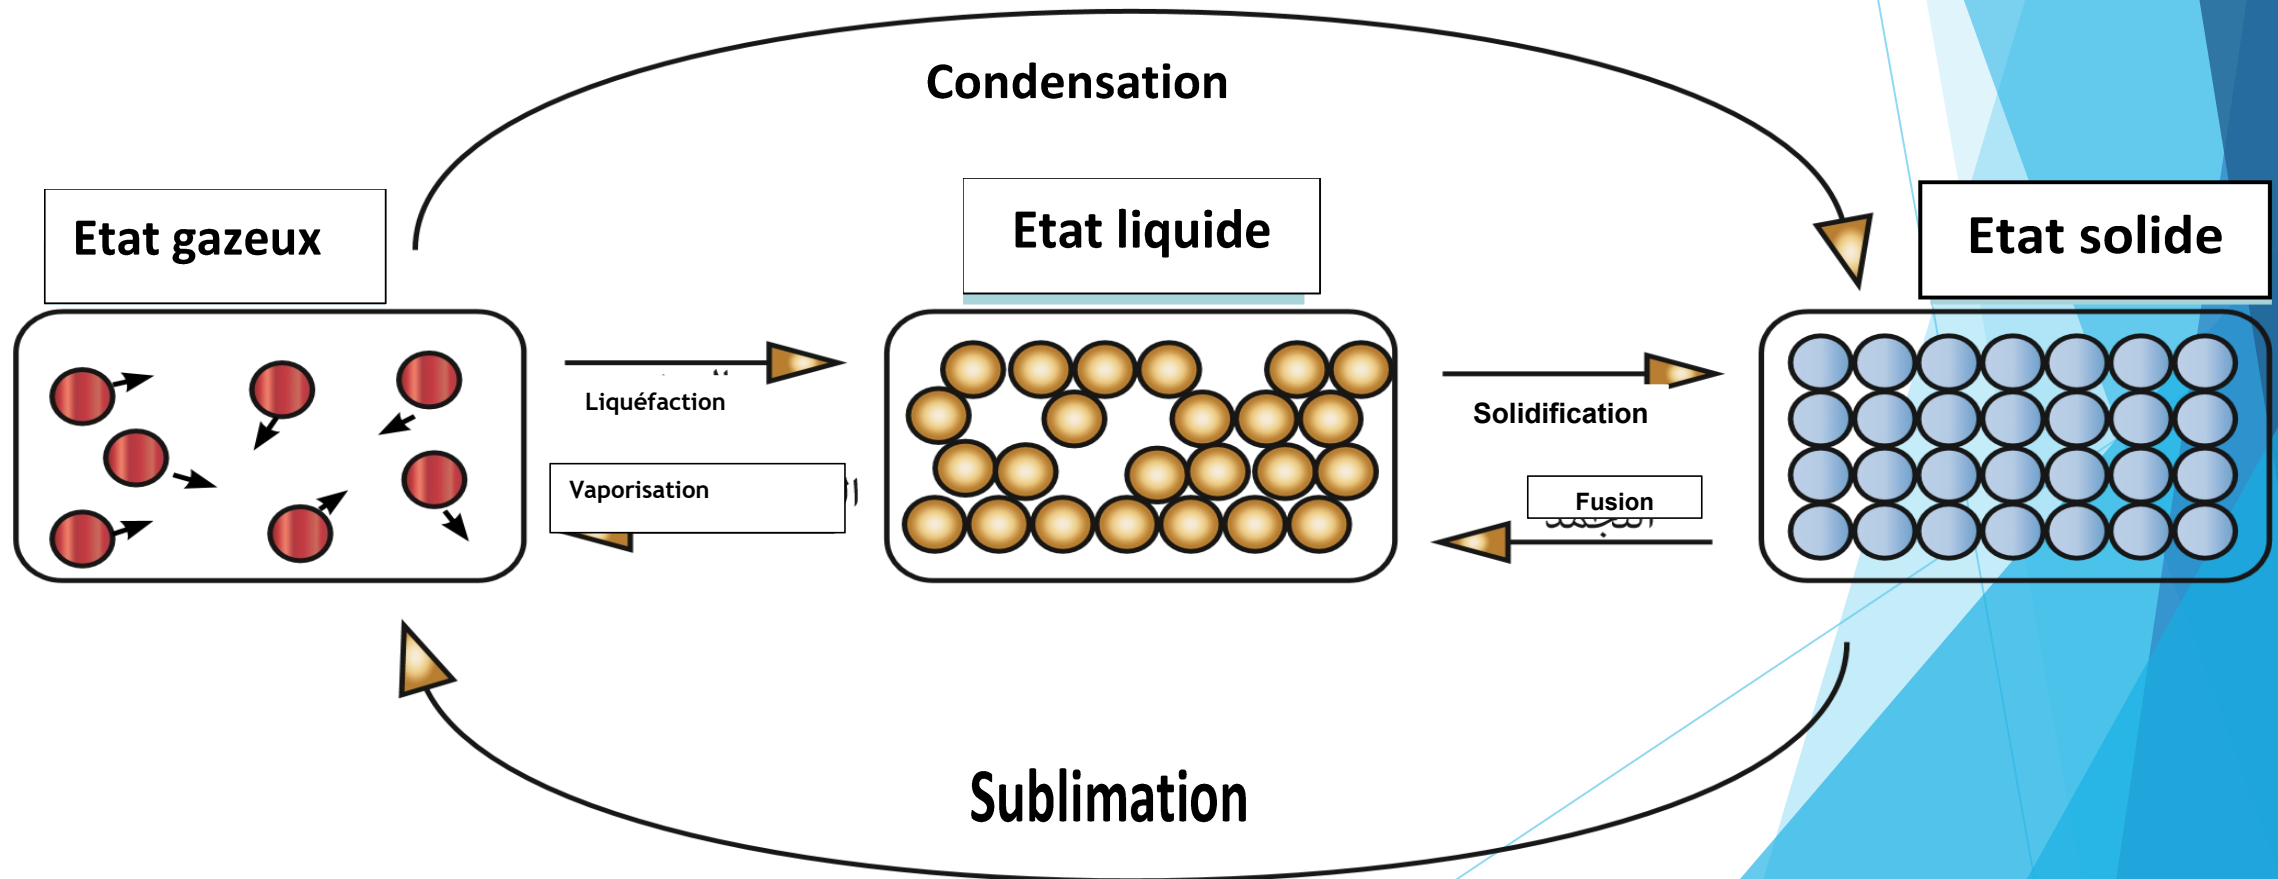 Condensation
Etat gazeux
Etat liquide
Etat solide
Liquéfaction
Solidification
Vaporisation
Fusion
Sublimation